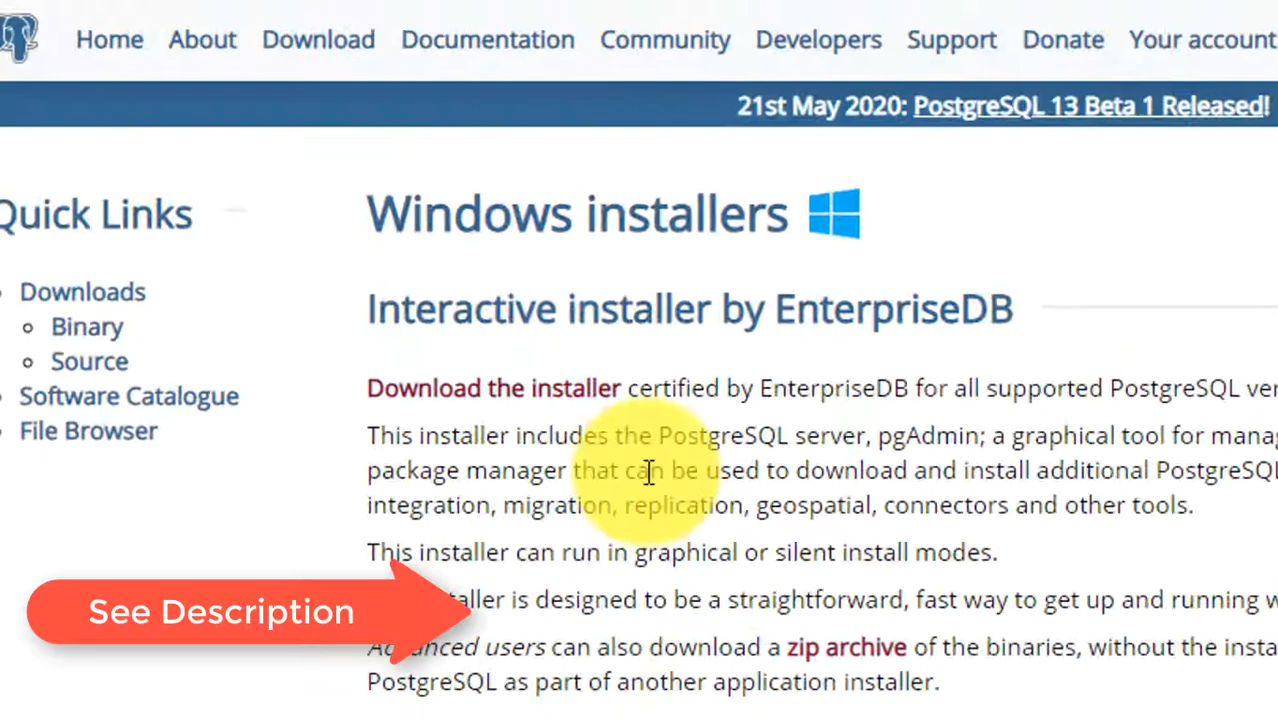 Home About Download Documentation Community Developers Support Donate Your account
21st May 2020: PostgreSQL 13 Beta 1 Released!
Quick Links
Downloads
Binary
Source
Software Catalogue
File Browser
Windows installers
Interactive installer by EnterpriseDB
Download the installer certified by EnterpriseDB for all supported PostgreSQL
This installer includes the PostgreSQL server, pgAdmin; a graphical tool for
package manager that can be used to download and install additional PostgreSQL
integration, migration, replication, geospatial, connectors and other tools.
This installer can run in graphical or silent install modes.
is designed to be a straightforward, fast way to get up and running
See Description
users can also download a zip archive of the binaries, without the
PostgreSQL as part of another application installer.